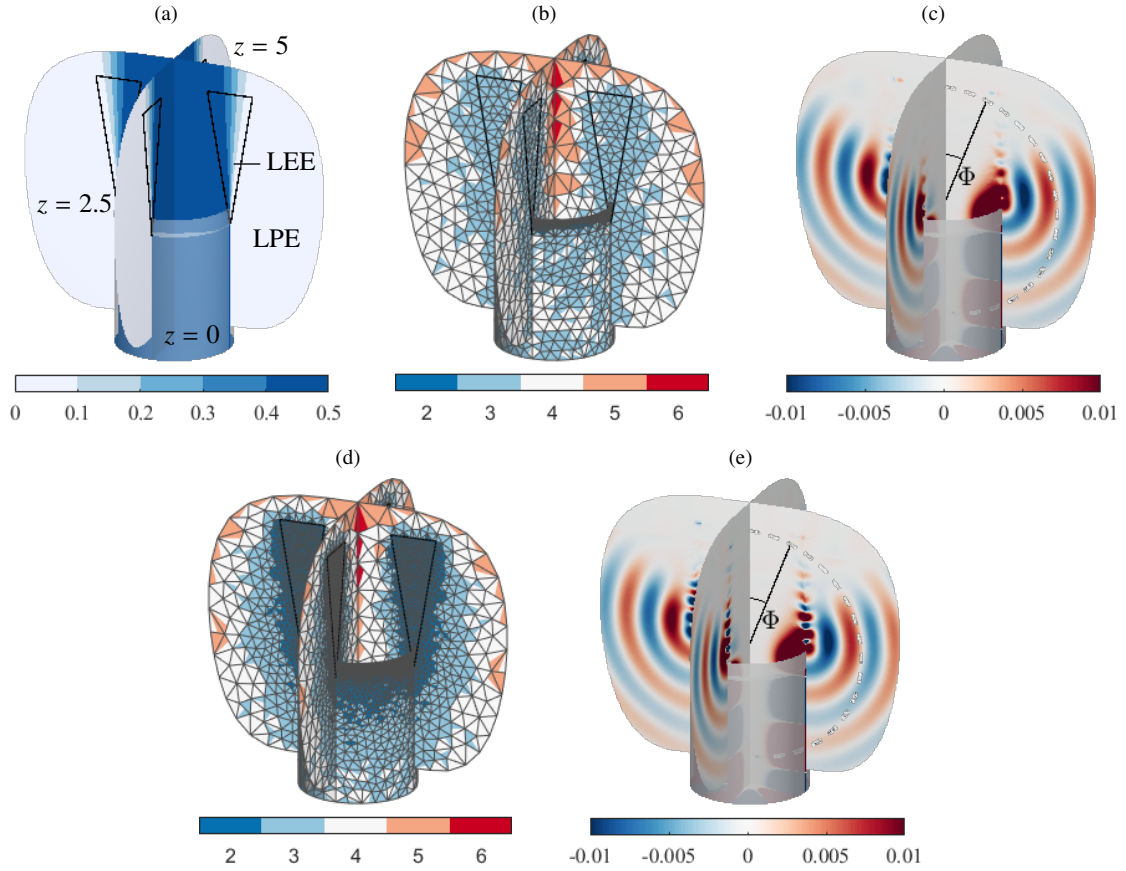 (a)
(b)
(c)
z = 5
LEE
z = 2.5
LPE
z = 0
Φ
0 0.1 0.2 0.3 0.4 0.5
2 3 4 5 6
-0.01 -0.005 0 0.005 0.01
(d)
(e)
Φ
2 3 4 5 6
-0.01 -0.005 0 0.005 0.01